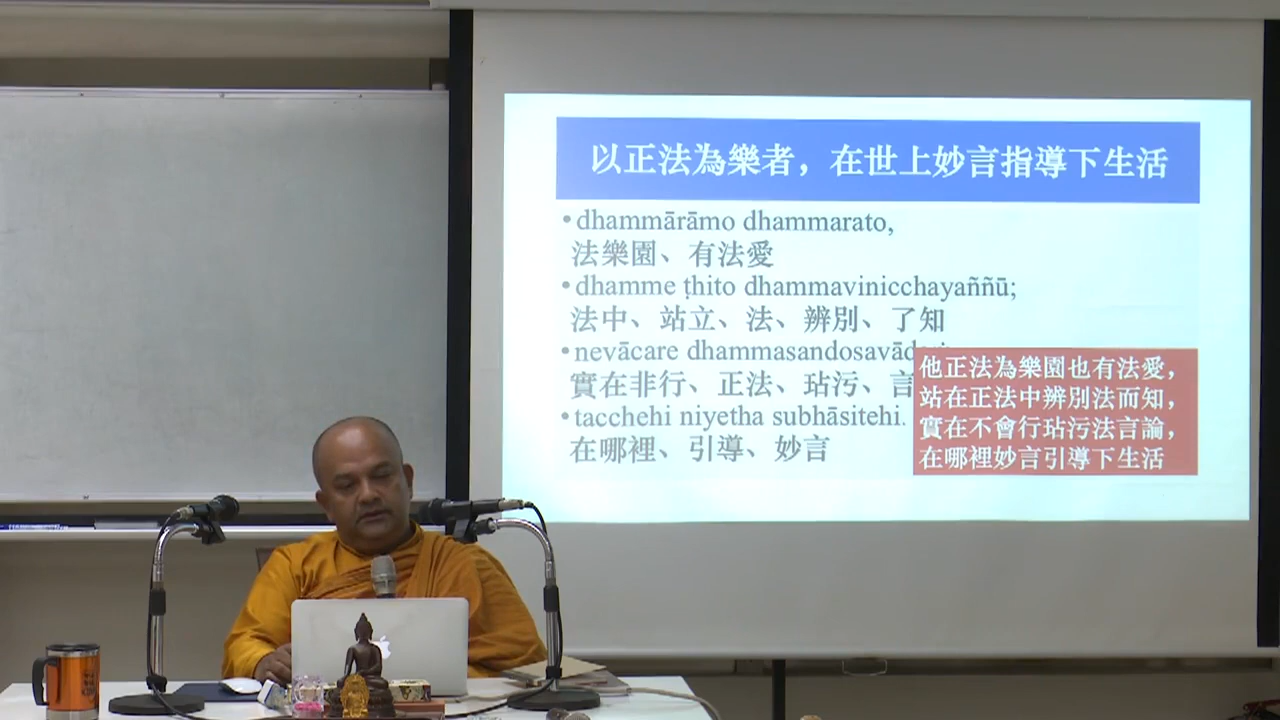 以正法為樂者，在世上妙言指導下生活
•dhammārāmo dhammarato,
法樂園、有法愛
•dhamme ṭhito dhammavinicchayaññū;
法中、站立、法、辨別、了知
•nevācare dhammasandosavād
實在非行、正法、玷污、言
•tacchehi niyetha subhāsitehi.
在哪裡、引導、妙言
他正法為樂園也有法愛，
站在正法中辨別法而知，
實在不會行玷污法言論，
在哪裡妙言引導下生活